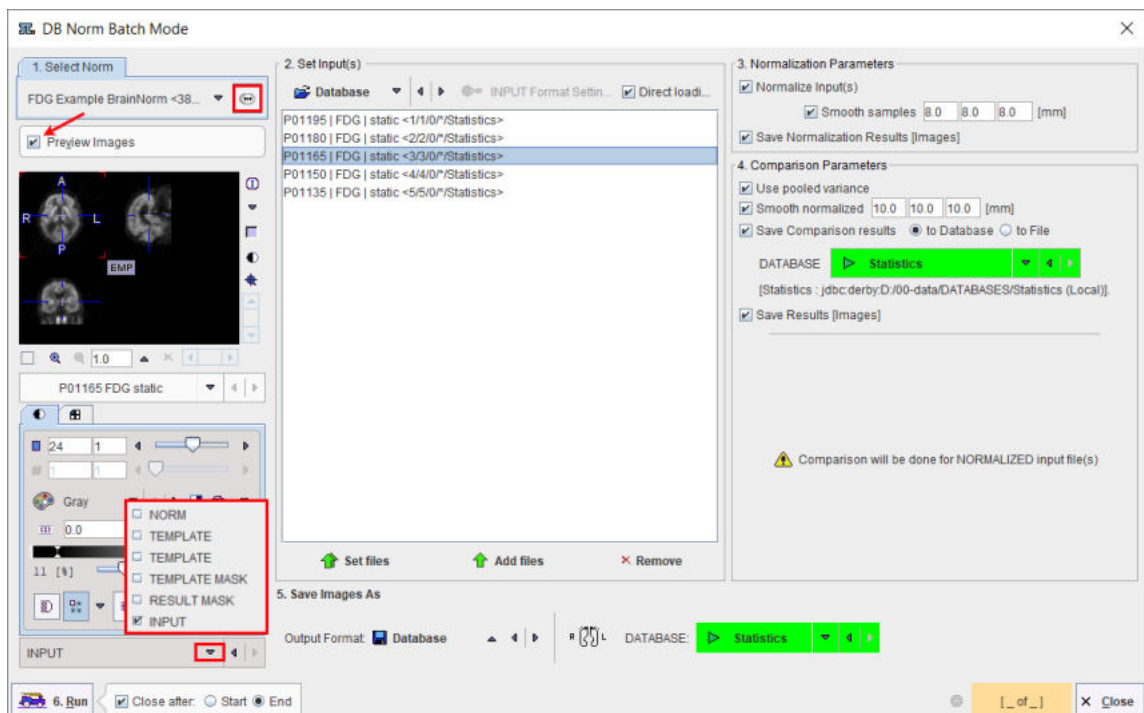 DB Norm Batch Mode
1. Select Norm
FDG Example BrainNorm <38...
Preview Images
A
R
L
P
EMP
1.0
P01165 FDG static
24
1
1
1
Gray
0.0
11 [%]
NORM
TEMPLATE
TEMPLATE
TEMPLATE MASK
RESULT MASK
INPUT
INPUT
2. Set Input(s)
Database
INPUT Format Settin...
Direct loadi...
P01195 | FDG | static <1/1/0/*/Statistics>
P01180 | FDG | static <2/2/0/*/Statistics>
P01165 | FDG | static <3/3/0/*/Statistics>
P01150 | FDG | static <4/4/0/*/Statistics>
P01135 | FDG | static <5/5/0/*/Statistics>
Set files
Add files
Remove
3. Normalization Parameters
Normalize Input(s)
Smooth samples 8.0 8.0 8.0 [mm]
Save Normalization Results [Images]
4. Comparison Parameters
Use pooled variance
Smooth normalized 10.0 10.0 10.0 [mm]
Save Comparison results to Database to File
DATABASE Statistics
[Statistics : jdbc:derby:D:/00-data/DATABASES/Statistics (Local)].
Save Results [Images]
Comparison will be done for NORMALIZED input file(s)
5. Save Images As
Output Format: Database
R L DATABASE: Statistics
6. Run
Close after: Start End
[ _ of _ ]
Close